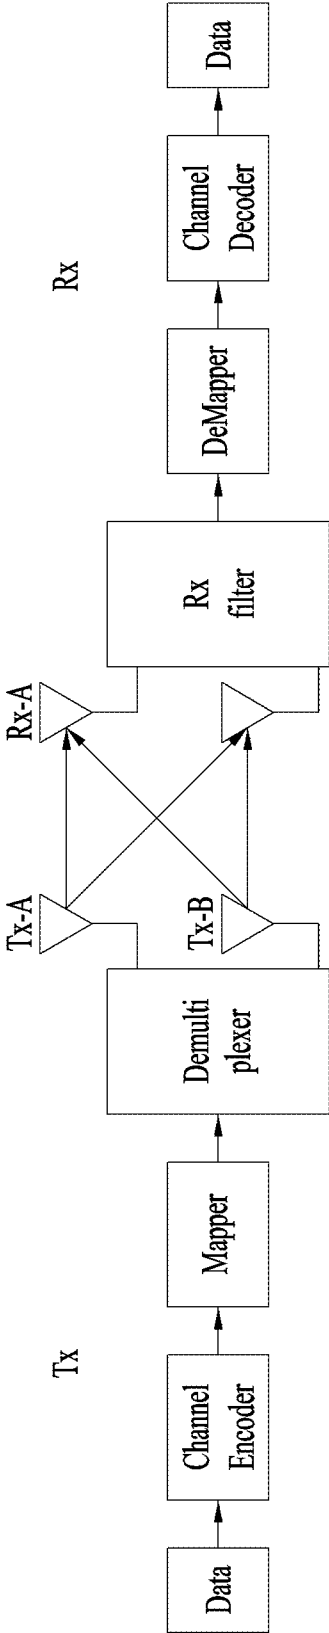 Tx
Rx
Data
Channel
Encoder
Mapper
Demulti
plexer
Tx-A
Tx-B
Rx-A
Rx
filter
DeMapper
Channel
Decoder
Data